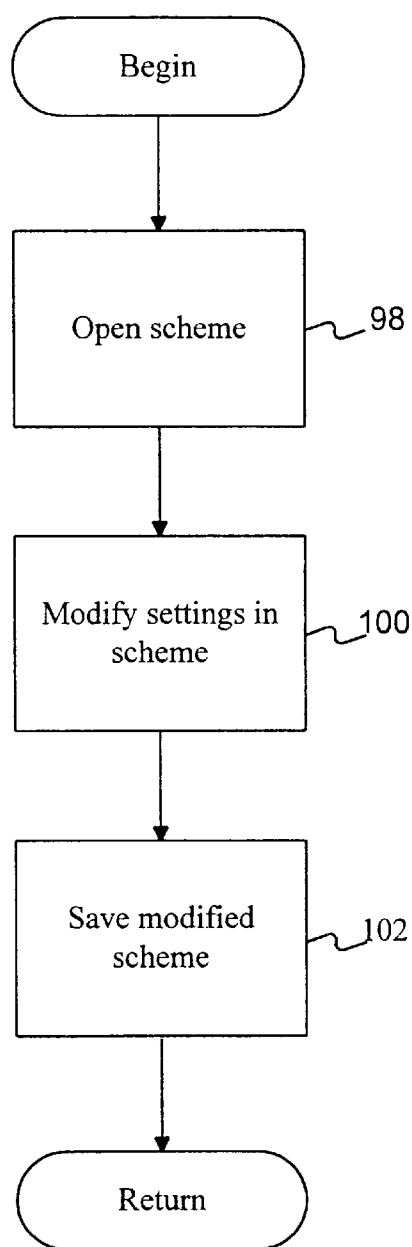 Begin
Open scheme
98
Modify settings in
scheme
100
Save modified
scheme
102
Return